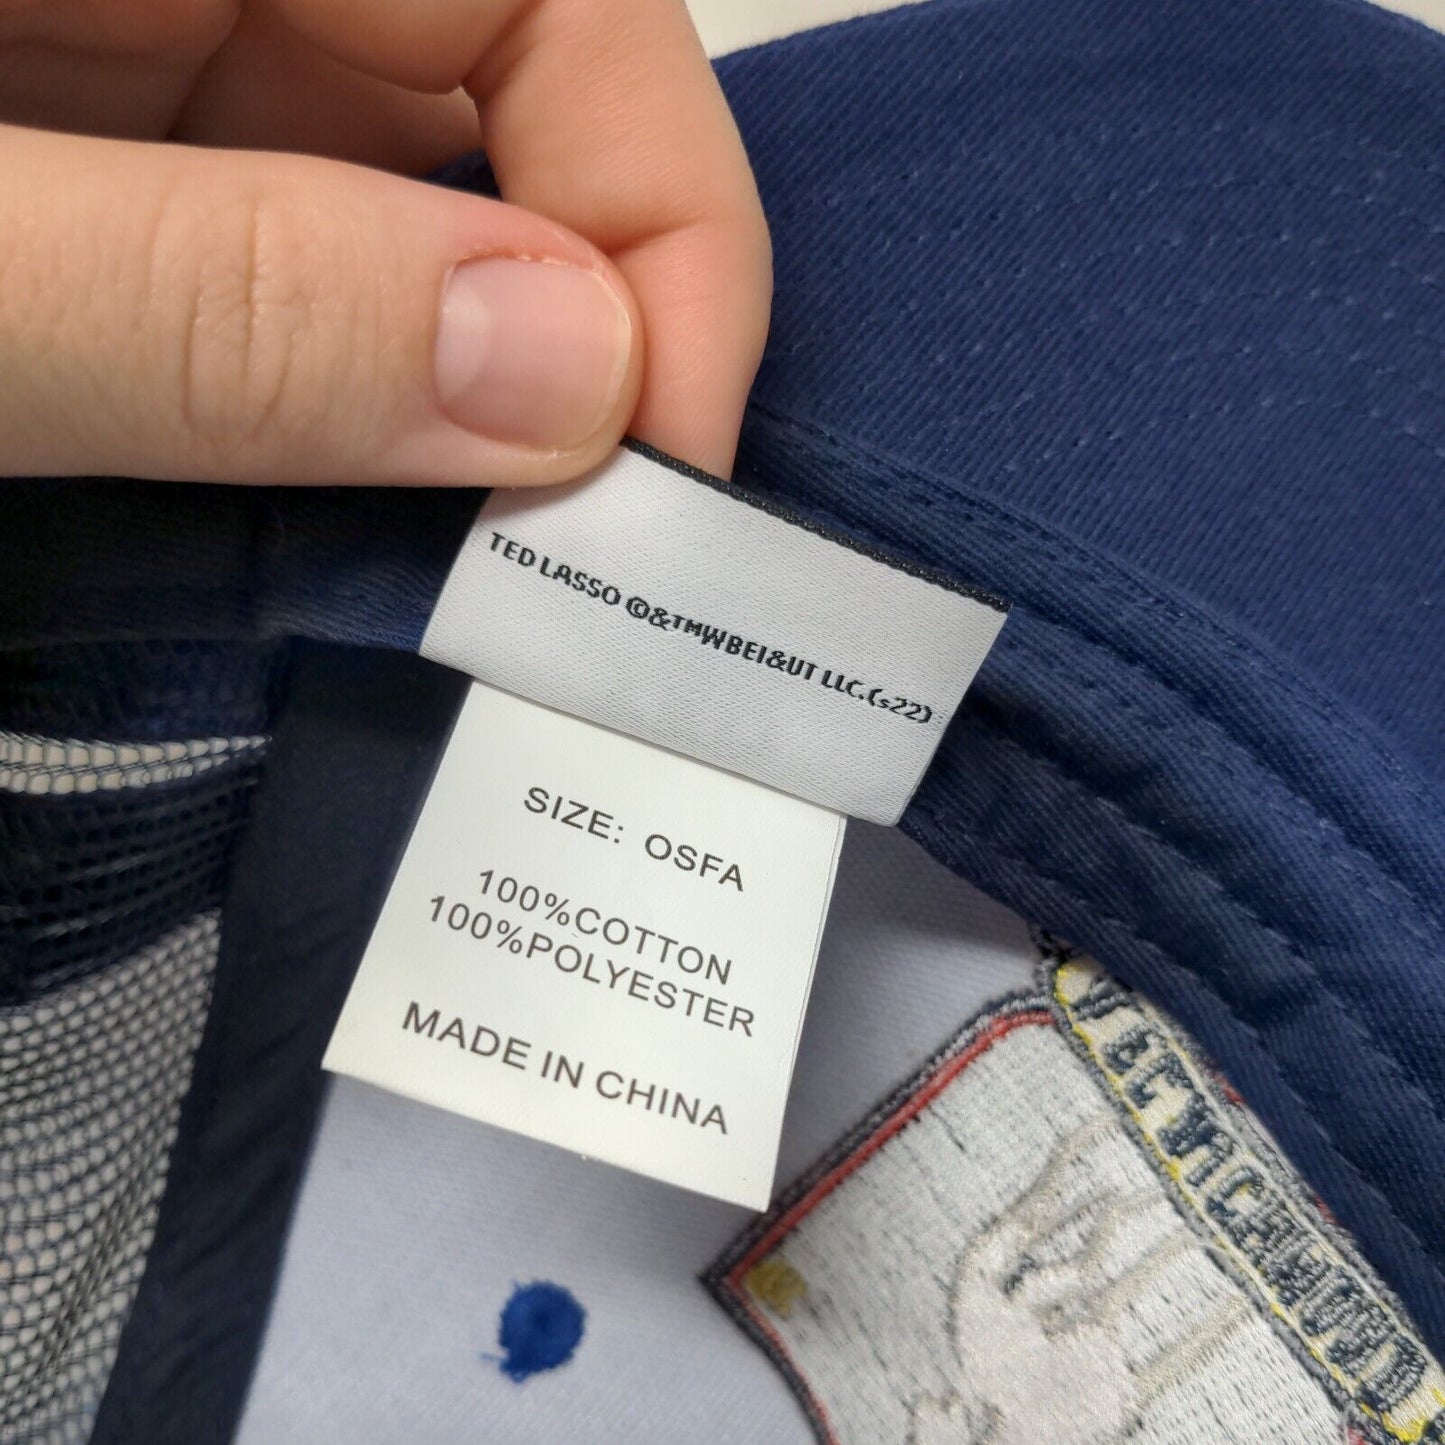 TED LASSO ©&™WBEI&UT LLC.(s22)
SIZE: OSFA
100%COTTON
100%POLYESTER
MADE IN CHINA